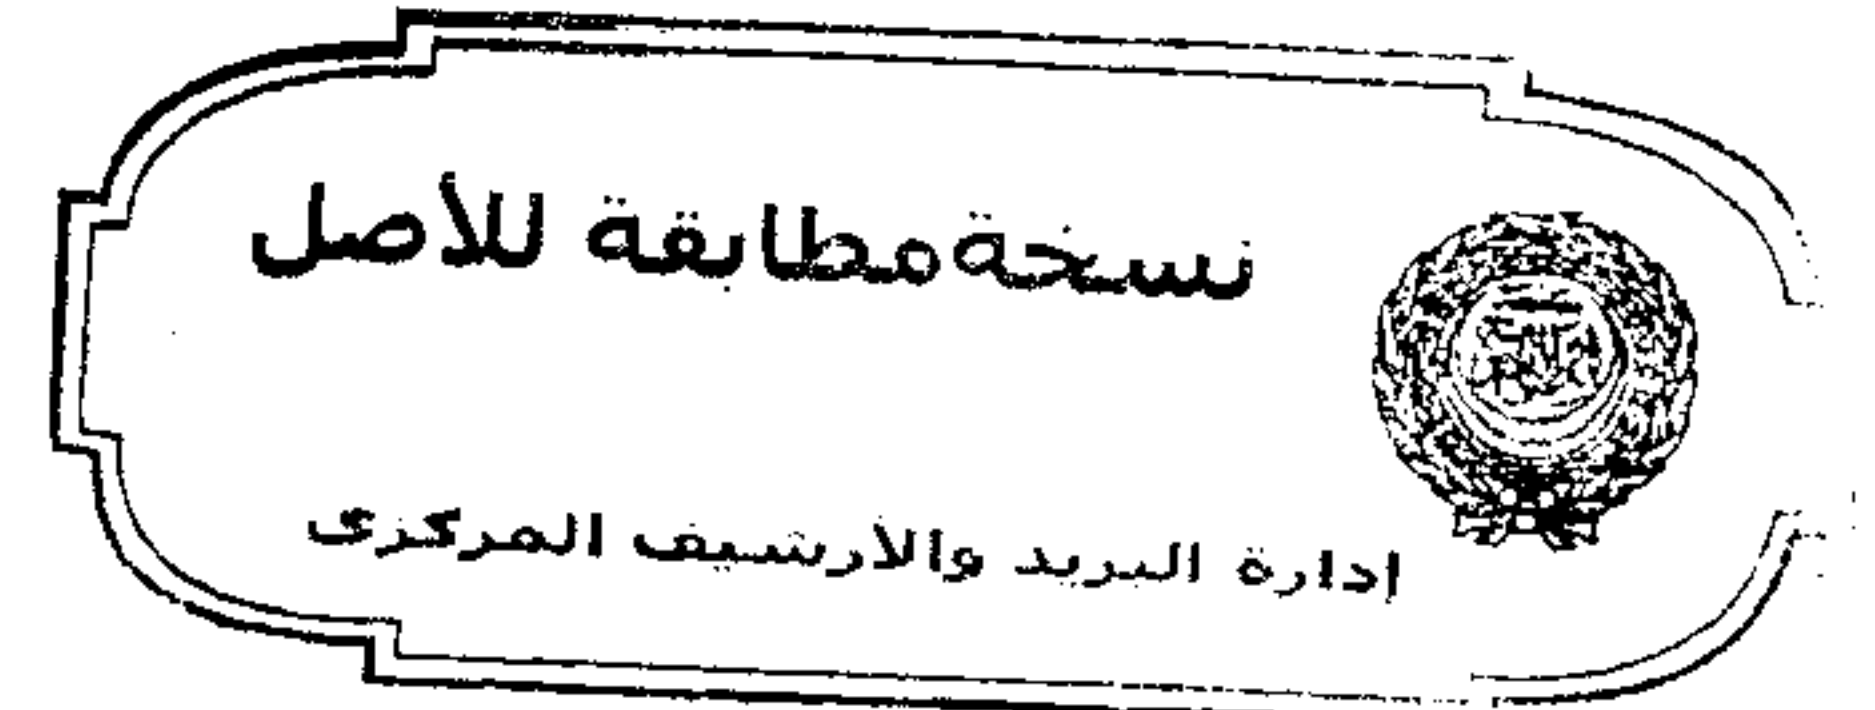 نسخة مطابقة للأصل
إدارة البريد والأرشيف المركزى